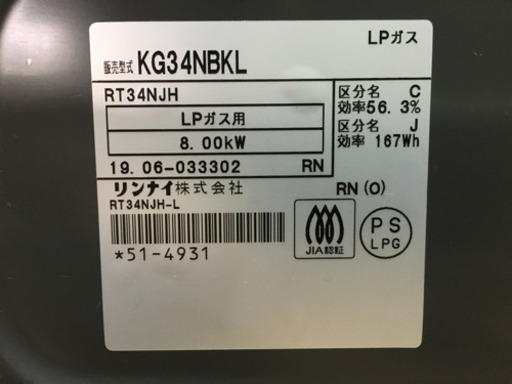 LPガス
販売型式 KG34NBKL
RT34NJH
LPガス用
8.00kW
19.06-033302 RN
区分名 C
効率56.3%
区分名 J
効率 167Wh
リンナイ株式会社
RN (O)
RT34NJH-L
*51-4931
JIA認証
PS
LPG